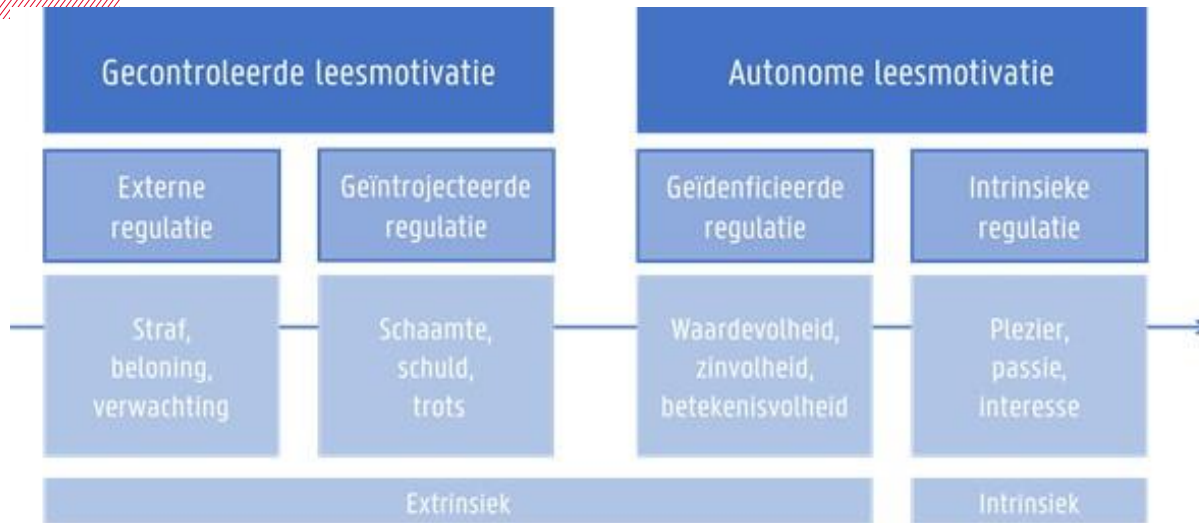 Gecontroleerde leesmotivatie
Autonome leesmotivatie
Externe
regulatie
Geïntrojecteerde
regulatie
Geïdenficieerde
regulatie
Intrinsieke
regulatie
Straf,
beloning,
verwachting
Schaamte,
schuld,
trots
Waardevolheid,
zinvolheid,
betekenisvolheid
Plezier,
passie,
interesse
Extrinsiek
Intrinsiek